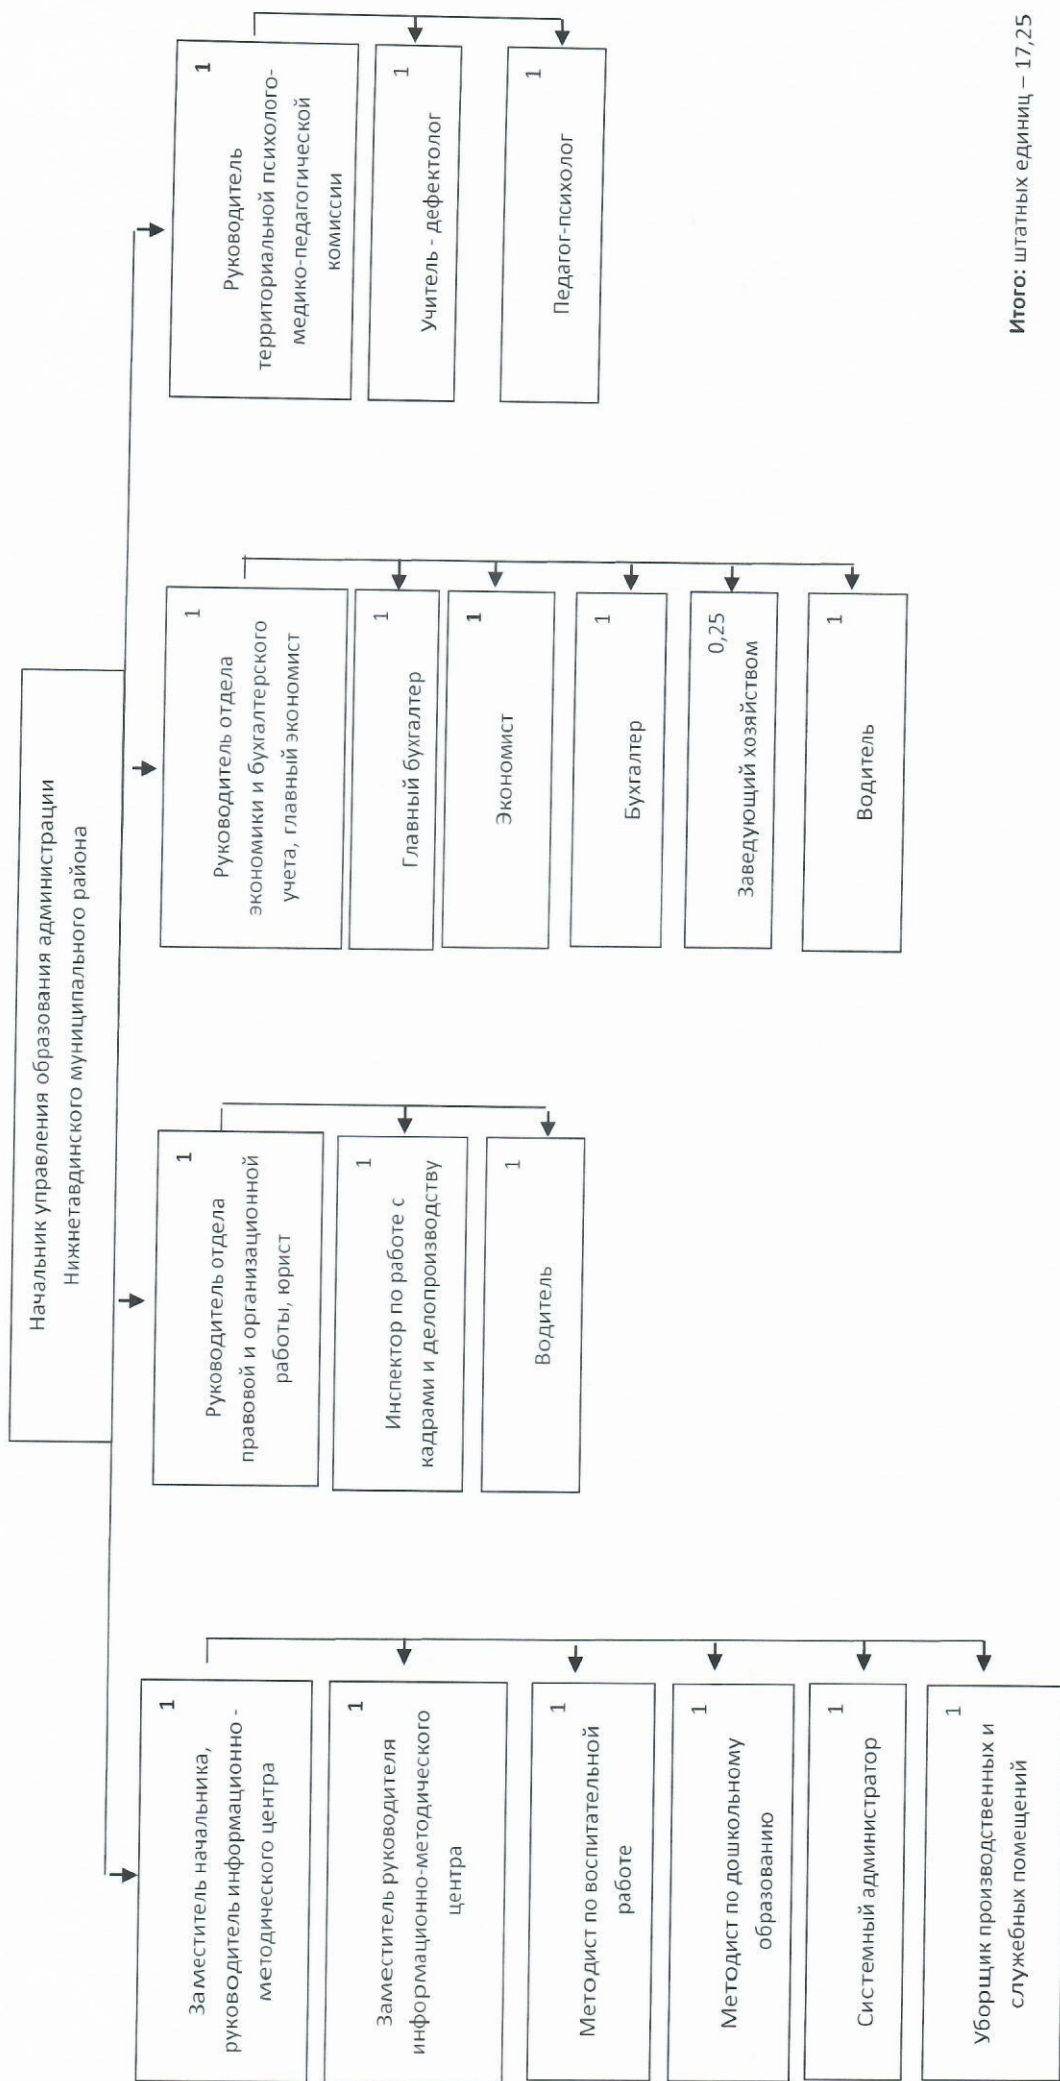 Начальник управления образования администрации
Нижнетавдинского муниципального района
1
Заместитель начальника,
руководитель информационно -
методического центра
1
Заместитель руководителя
информационно-методического
центра
1
Методист по воспитательной
работе
1
Методист по дошкольному
образованию
1
Системный администратор
1
Уборщик производственных и
служебных помещений
1
Руководитель отдела
правовой и организационной
работы, юрист
1
Инспектор по работе с
кадрами и делопроизводству
1
Водитель
1
Руководитель отдела
экономики и бухгалтерского
учета, главный экономист
1
Главный бухгалтер
1
Экономист
1
Бухгалтер
0,25
Заведующий хозяйством
1
Водитель
1
Руководитель
территориальной психолого-
медико-педагогической
комиссии
1
Учитель - дефектолог
1
Педагог-психолог
Итого: штатных единиц – 17,25